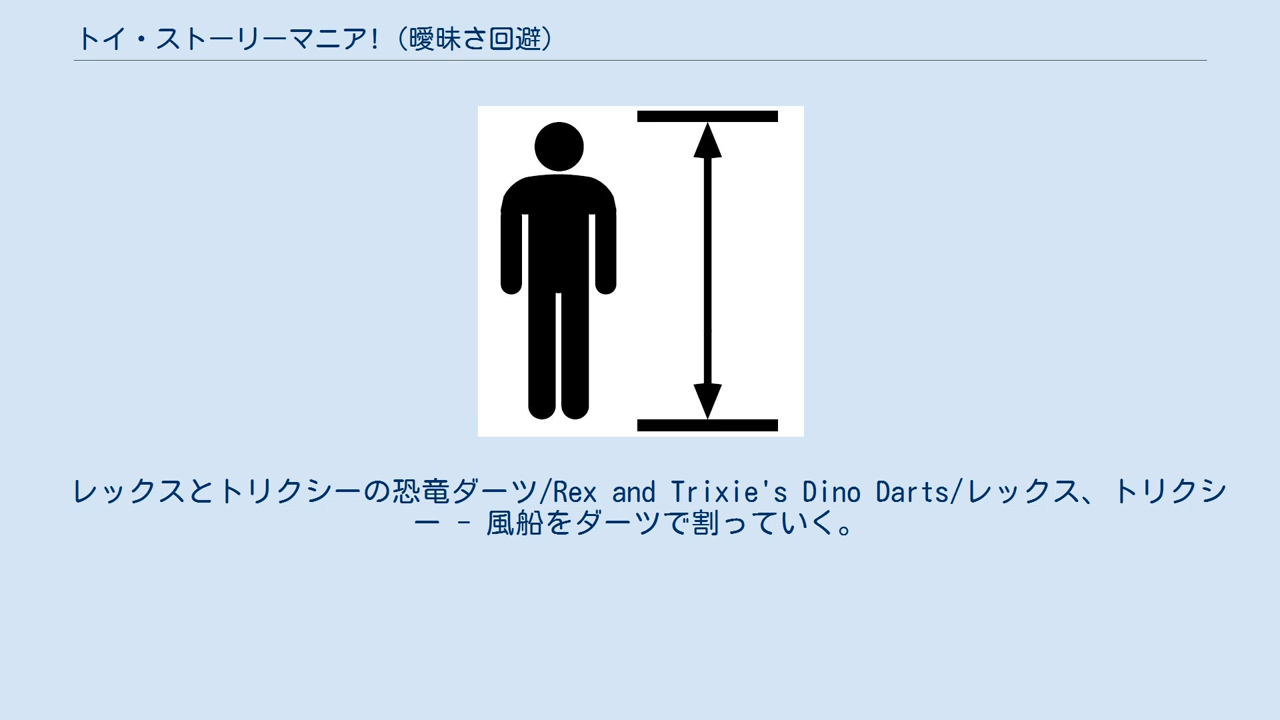 トイ・ストーリーマニア!（曖昧さ回避）
レックスとトリクシーの恐竜ダーツ/Rex and Trixie's Dino Darts/レックス、トリクシ
ー - 風船をダーツで割っていく。